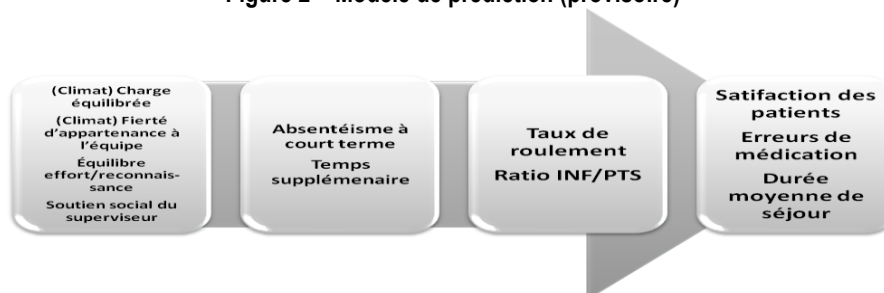 Figure 2 – Modèle de prédiction (provisoire)
(Climat) Charge
équilibrée
(Climat) Fierté
d'appartenance à
l'équipe
Équilibre
effort/reconnais-
sance
Soutien social du
superviseur
Absentéisme à
court terme
Temps
supplémenaire
Taux de
roulement
Ratio INF/PTS
Satifaction des
patients
Erreurs de
médication
Durée
moyenne de
séjour